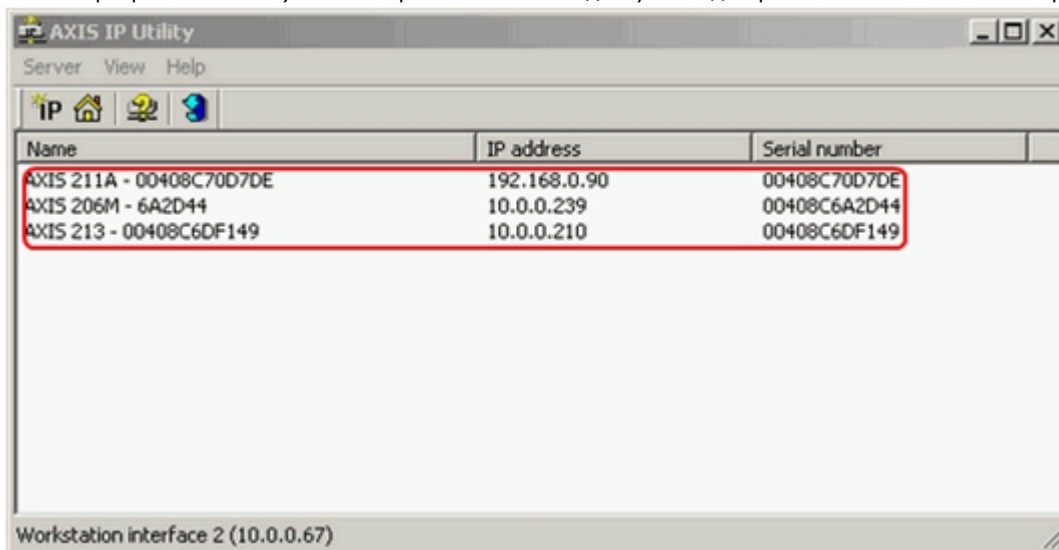 AXIS IP Utility
Server View Help
IP
Name IP address Serial number
AXIS 211A - 00408C70D7DE 192.168.0.90 00408C70D7DE
AXIS 206M - 6A2D44 10.0.0.239 00408C6A2D44
AXIS 213 - 00408C6DF149 10.0.0.210 00408C6DF149
Workstation interface 2 (10.0.0.67)